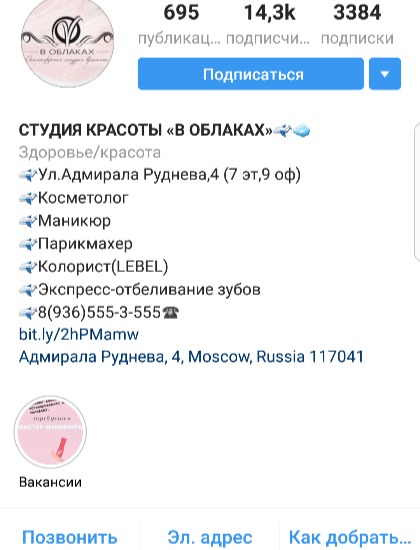 695 14,3k 3384
публикац... подписчи... подписки
В ОБЛАКАХ
Подписаться
СТУДИЯ КРАСОТЫ «В ОБЛАКАХ»
Здоровье/красота
Ул.Адмирала Руднева,4 (7 эт,9 оф)
Косметолог
Маникюр
Парикмахер
Колорист(LEBEL)
Экспресс-отбеливание зубов
8(936)555-3-555☎
bit.ly/2hPMamw
Адмирала Руднева, 4, Moscow, Russia 117041
требуется
МАСТЕР МАНИКЮРА
Вакансии
Позвонить Эл. адрес Как добрать...